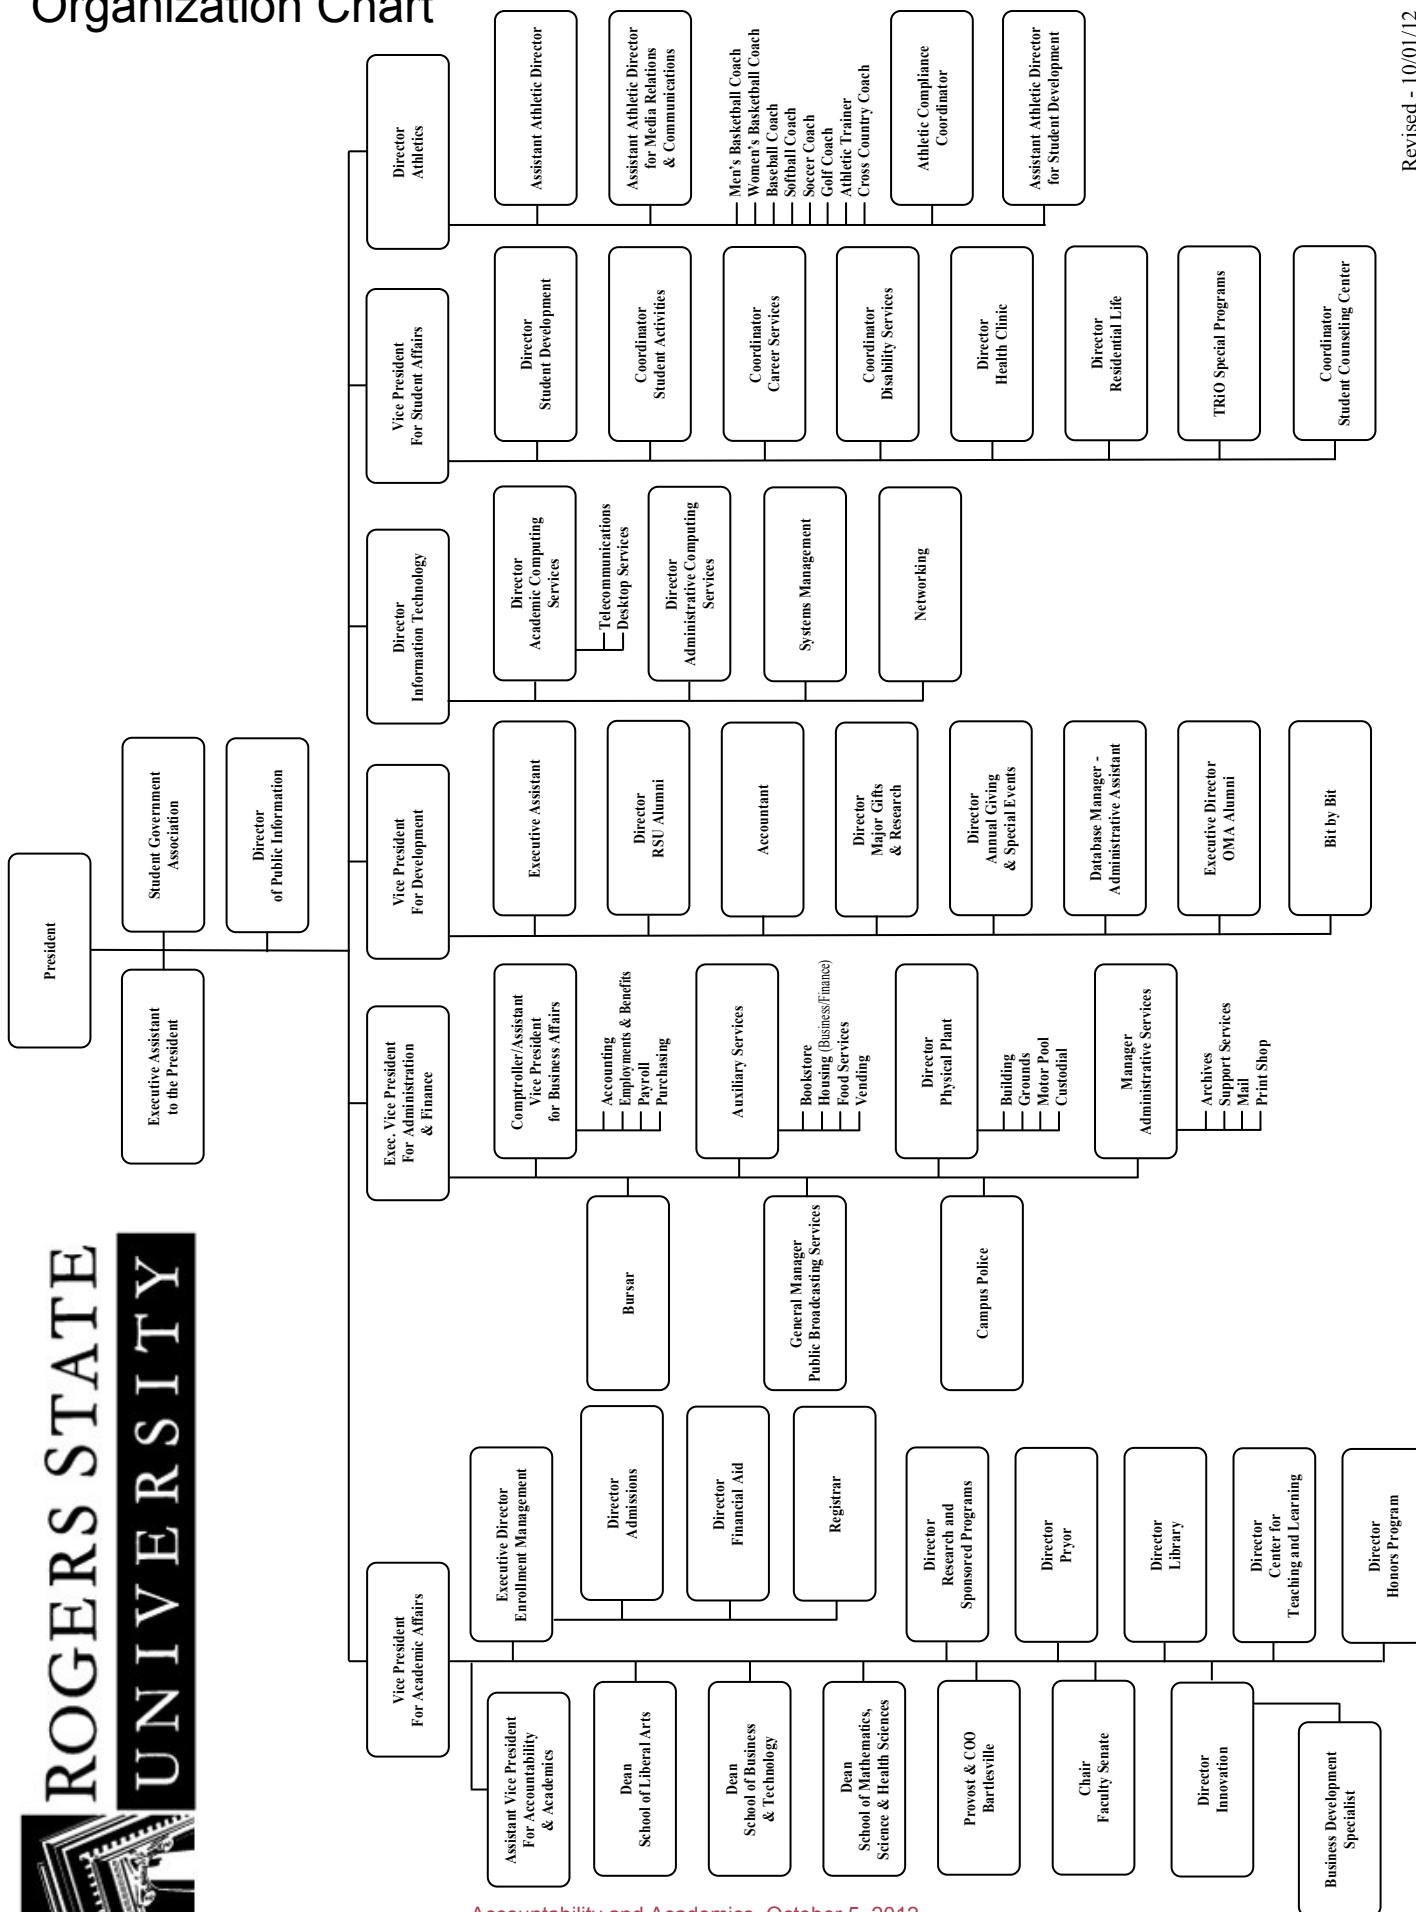 Organization Chart
ROGERS STATE
UNIVERSITY
President
Executive Assistant
to the President
Student Government
Association
Director
of Public Information
Vice President
For Academic Affairs
Assistant Vice President
For Accountability
& Academics
Dean
School of Liberal Arts
Dean
School of Business
& Technology
Dean
School of Mathematics,
Science & Health Sciences
Provost & COO
Bartlesville
Chair
Faculty Senate
Director
Innovation
Business Development
Specialist
Executive Director
Enrollment Management
Director
Admissions
Director
Financial Aid
Registrar
Director
Research and
Sponsored Programs
Director
Pryor
Director
Library
Director
Center for
Teaching and Learning
Director
Honors Program
Exec. Vice President
For Administration
& Finance
Bursar
General Manager
Public Broadcasting Services
Campus Police
Comptroller/Assistant
Vice President
for Business Affairs
Accounting
Employments & Benefits
Payroll
Purchasing
Auxiliary Services
Bookstore
Housing (Business/Finance)
Food Services
Vending
Director
Physical Plant
Building
Grounds
Motor Pool
Custodial
Manager
Administrative Services
Archives
Support Services
Mail
Print Shop
Vice President
For Development
Executive Assistant
Director
RSU Alumni
Accountant
Director
Major Gifts
& Research
Director
Annual Giving
& Special Events
Database Manager -
Administrative Assistant
Executive Director
OMA Alumni
Bit by Bit
Director
Information Technology
Director
Academic Computing
Services
Telecommunications
Desktop Services
Director
Administrative Computing
Services
Systems Management
Networking
Vice President
For Student Affairs
Director
Student Development
Coordinator
Student Activities
Coordinator
Career Services
Coordinator
Disability Services
Director
Health Clinic
Director
Residential Life
TRiO Special Programs
Coordinator
Student Counseling Center
Director
Athletics
Assistant Athletic Director
Assistant Athletic Director
for Media Relations
& Communications
Men's Basketball Coach
Women's Basketball Coach
Baseball Coach
Softball Coach
Soccer Coach
Golf Coach
Athletic Trainer
Cross Country Coach
Athletic Compliance
Coordinator
Assistant Athletic Director
for Student Development
Revised - 10/01/12
Accountability and Academics, October 5, 2012